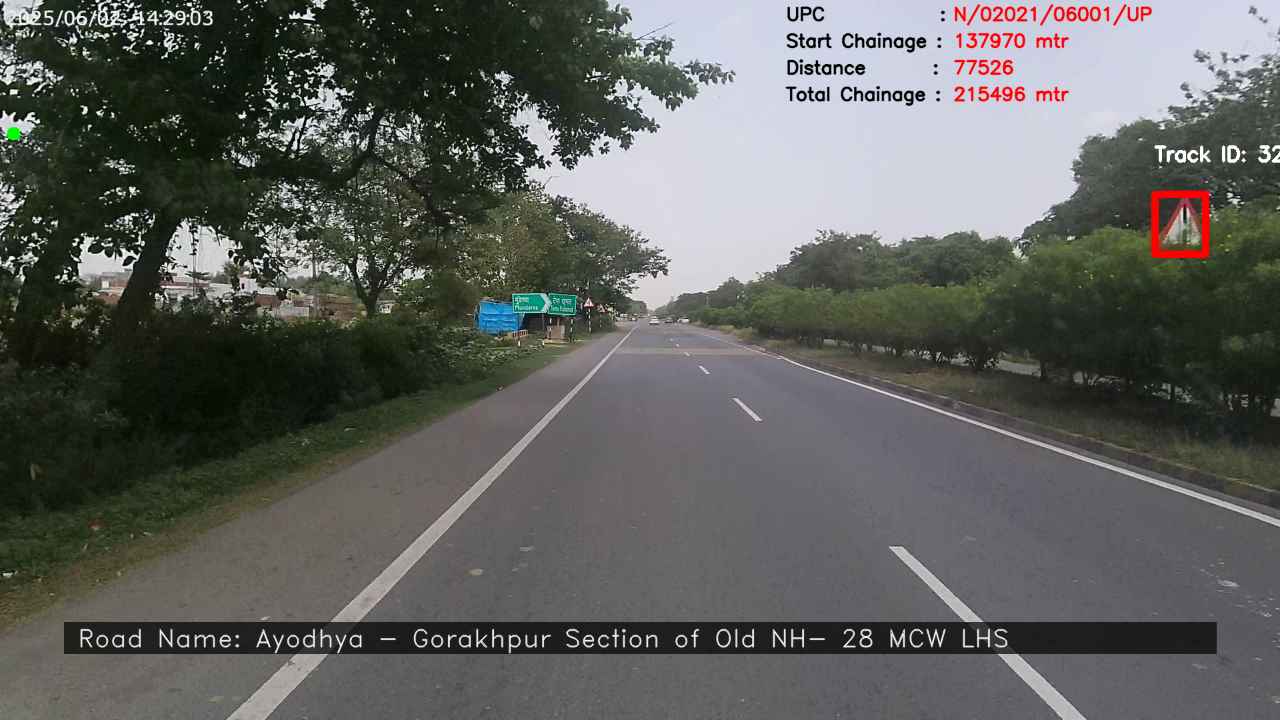 2025/06/02, 14:29:03
UPC : N/02021/06001/UP
Start Chainage : 137970 mtr
Distance : 77526
Total Chainage : 215496 mtr
Track ID: 32
Mundera
Road Name: Ayodhya - Gorakhpur Section of Old NH- 28 MCW LHS